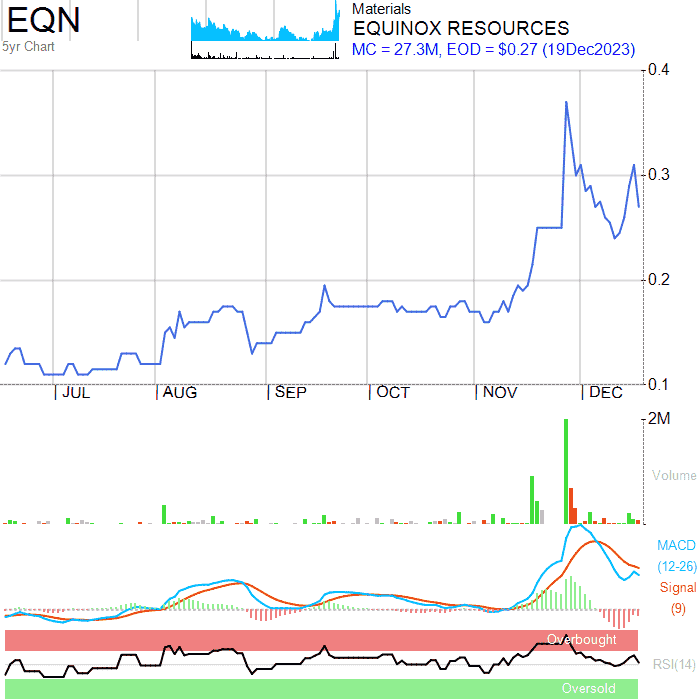 EQN
5yr Chart
Materials
EQUINOX RESOURCES
MC = 27.3M, EOD = $0.27 (19Dec2023)
0.4
0.3
0.2
0.1
JUL AUG SEP OCT NOV DEC
2M
Volume
MACD
(12-26)
Signal
(9)
Overbought
RSI(14)
Oversold